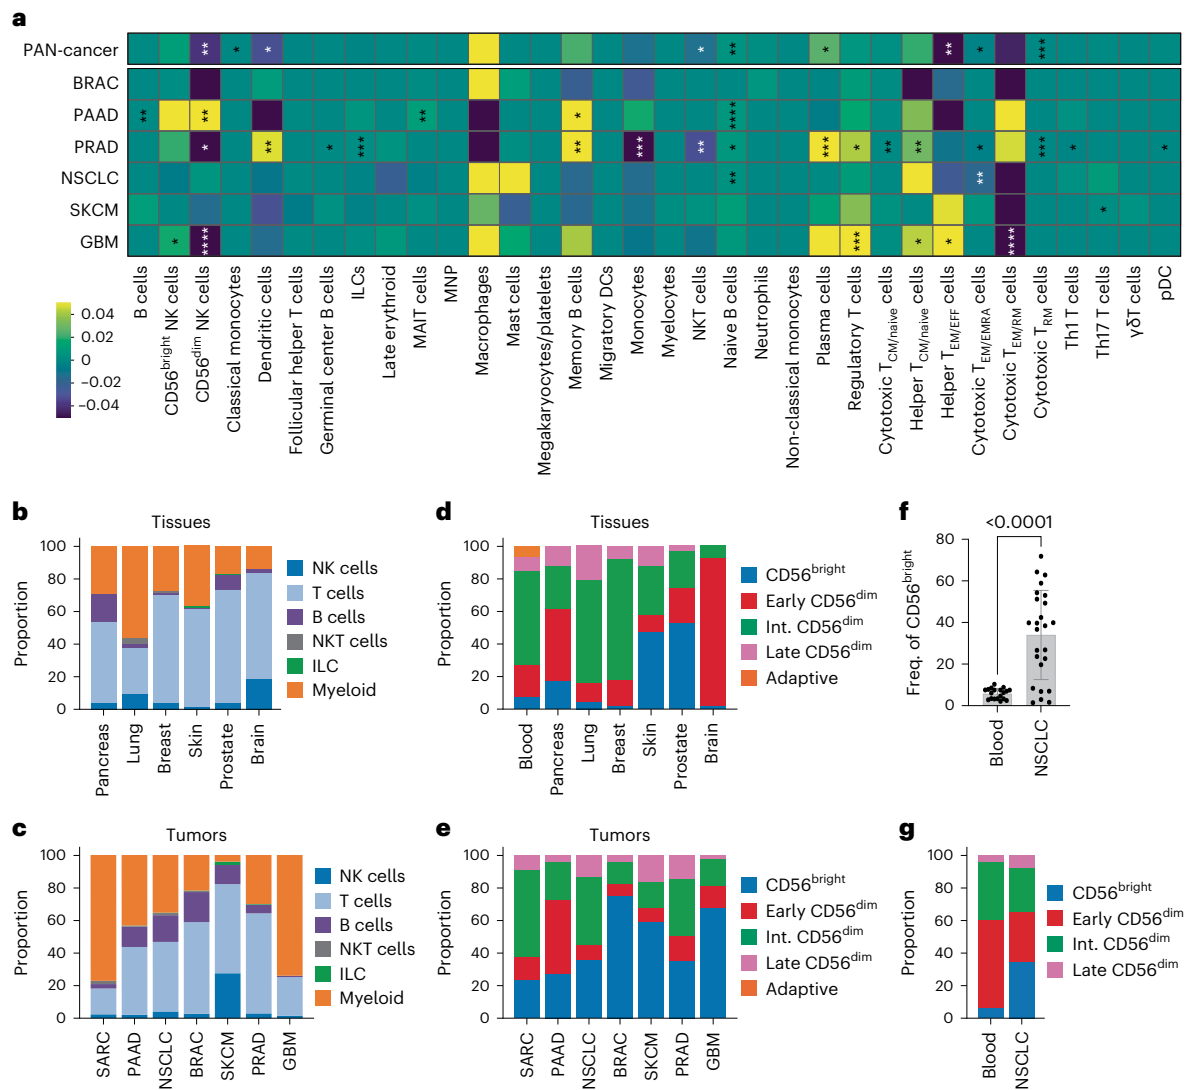 a
PAN-cancer
** * * * ** * ** * ***
BRAC
PAAD
** ** ** * ****
PRAD
* ** * *** ** *** ** * *** * ** ** * *** * *
NSCLC
** **
SKCM
*
GBM
* **** *** * * ****
0.04
0.02
0
−0.02
−0.04
B cells
CD56bright NK cells
CD56dim NK cells
Classical monocytes
Dendritic cells
Follicular helper T cells
Germinal center B cells
ILCs
Late erythroid
MAIT cells
MNP
Macrophages
Mast cells
Megakaryocytes/platelets
Memory B cells
Migratory DCs
Monocytes
Myelocytes
NKT cells
Naive B cells
Neutrophils
Non-classical monocytes
Plasma cells
Regulatory T cells
Cytotoxic TCM/naive cells
Helper TCM/naive cells
Helper TEM/EFF cells
Cytotoxic TEM/EMRA cells
Cytotoxic TEM/RM cells
Cytotoxic TRM cells
Th1 T cells
Th17 T cells
γδT cells
pDC
b
Tissues
Proportion
100
80
60
40
20
0
Pancreas
Lung
Breast
Skin
Prostate
Brain
NK cells
T cells
B cells
NKT cells
ILC
Myeloid
d
Tissues
Proportion
100
80
60
40
20
0
Blood
Pancreas
Lung
Breast
Skin
Prostate
Brain
CD56bright
Early CD56dim
Int. CD56dim
Late CD56dim
Adaptive
f
<0.0001
Freq. of CD56bright
80
60
40
20
0
Blood
NSCLC
c
Tumors
Proportion
100
80
60
40
20
0
SARC
PAAD
NSCLC
BRAC
SKCM
PRAD
GBM
NK cells
T cells
B cells
NKT cells
ILC
Myeloid
e
Tumors
Proportion
100
80
60
40
20
0
SARC
PAAD
NSCLC
BRAC
SKCM
PRAD
GBM
CD56bright
Early CD56dim
Int. CD56dim
Late CD56dim
Adaptive
g
Proportion
100
80
60
40
20
0
Blood
NSCLC
CD56bright
Early CD56dim
Int. CD56dim
Late CD56dim